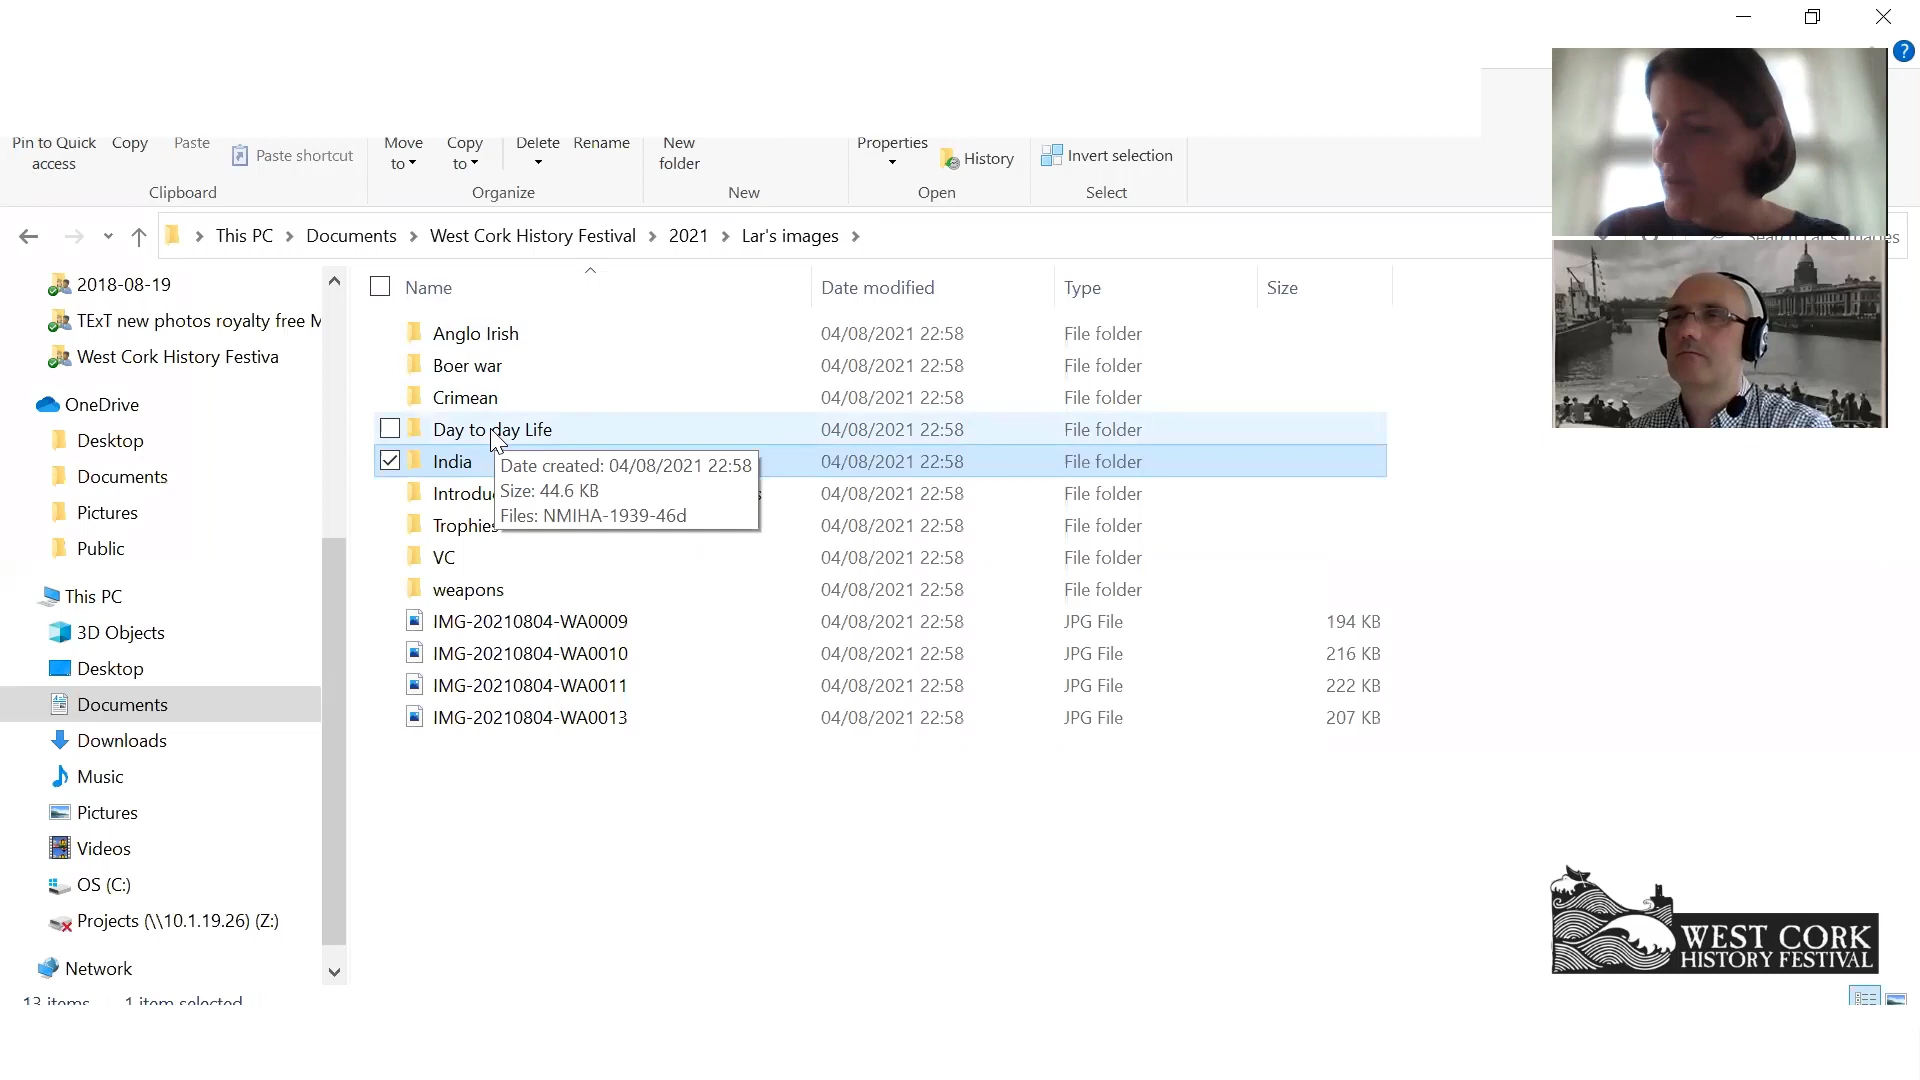 Pin to Quick access
Copy
Paste
Paste shortcut
Move to
Copy to
Delete
Rename
New folder
Properties
History
Invert selection
Clipboard
Organize
New
Open
Select
This PC > Documents > West Cork History Festival > 2021 > Lar's images >
Search Lar's images
2018-08-19
TExT new photos royalty free M
West Cork History Festiva
OneDrive
Desktop
Documents
Pictures
Public
This PC
3D Objects
Desktop
Documents
Downloads
Music
Pictures
Videos
OS (C:)
Projects (\\10.1.19.26) (Z:)
Network
13 items 1 item selected
Name Date modified Type Size
Anglo Irish 04/08/2021 22:58 File folder
Boer war 04/08/2021 22:58 File folder
Crimean 04/08/2021 22:58 File folder
Day to day Life 04/08/2021 22:58 File folder
India 04/08/2021 22:58 File folder
04/08/2021 22:58 File folder
Trophies 04/08/2021 22:58 File folder
VC 04/08/2021 22:58 File folder
weapons 04/08/2021 22:58 File folder
IMG-20210804-WA0009 04/08/2021 22:58 JPG File 194 KB
IMG-20210804-WA0010 04/08/2021 22:58 JPG File 216 KB
IMG-20210804-WA0011 04/08/2021 22:58 JPG File 222 KB
IMG-20210804-WA0013 04/08/2021 22:58 JPG File 207 KB
Date created: 04/08/2021 22:58
Size: 44.6 KB
Files: NMIHA-1939-46d
WEST CORK
HISTORY FESTIVAL